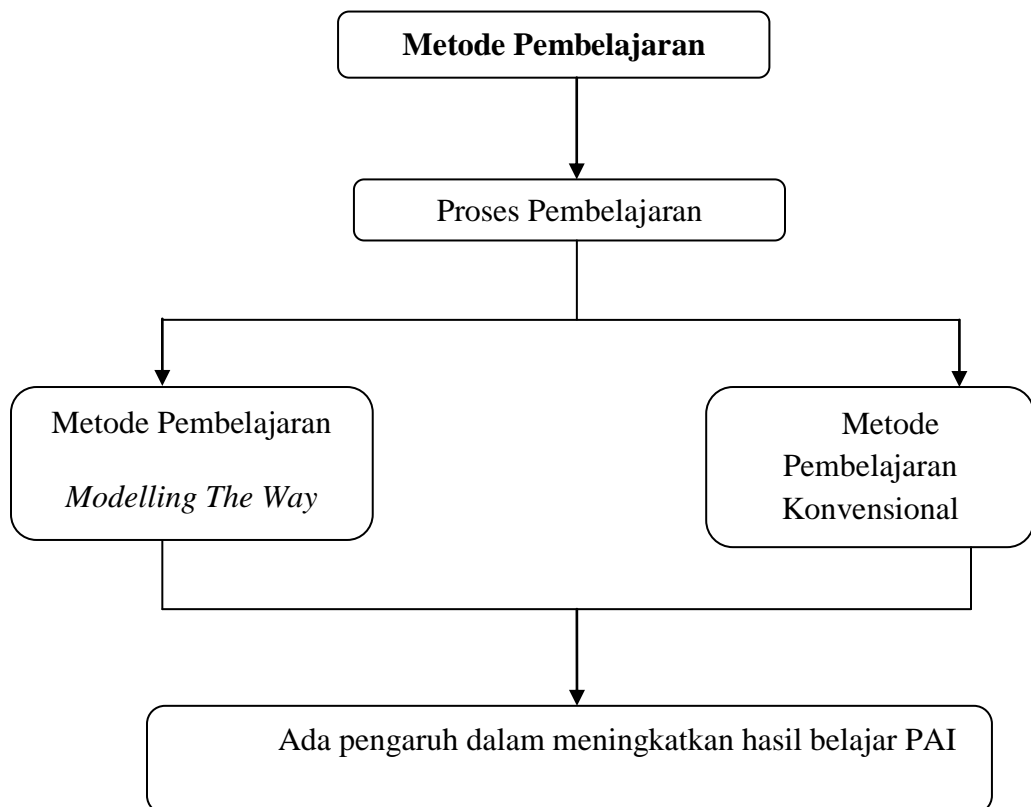 Metode Pembelajaran
Proses Pembelajaran
Metode Pembelajaran
Modelling The Way
Metode
Pembelajaran
Konvensional
Ada pengaruh dalam meningkatkan hasil belajar PAI